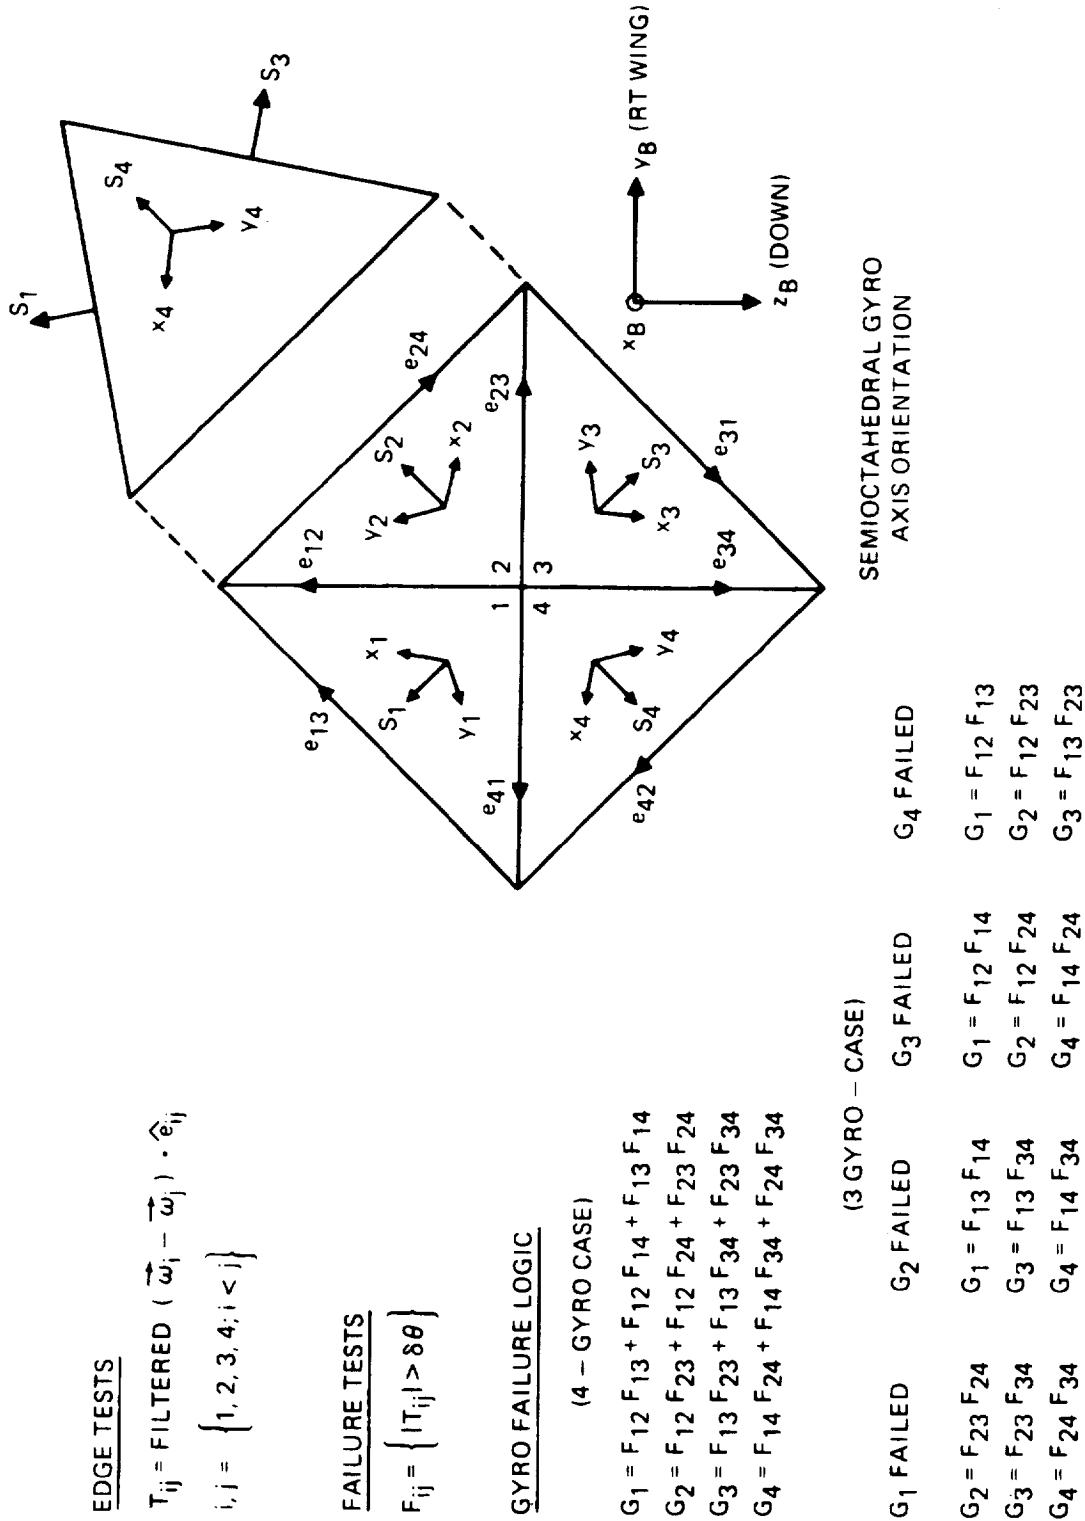 EDGE TESTS
T_ij = FILTERED ( ω_i − ω_j ) · ê_ij
i, j = {1, 2, 3, 4; i < j}
FAILURE TESTS
F_ij = { |T_ij| > δθ }
GYRO FAILURE LOGIC
(4 – GYRO CASE)
G1 = F12 F13 + F12 F14 + F13 F14
G2 = F12 F23 + F12 F24 + F23 F24
G3 = F13 F23 + F13 F34 + F23 F34
G4 = F14 F24 + F14 F34 + F24 F34
(3 GYRO – CASE)
G1 FAILED
G2 = F23 F24
G3 = F23 F34
G4 = F24 F34
G2 FAILED
G1 = F13 F14
G3 = F13 F34
G4 = F14 F34
G3 FAILED
G1 = F12 F14
G2 = F12 F24
G4 = F14 F24
G4 FAILED
G1 = F12 F13
G2 = F12 F23
G3 = F13 F23
S1
S3
S4
x4
y4
e13
e12
e24
S1
x1
y1
S2
x2
y2
e41
e23
1
2
3
4
x4
S4
y4
y3
S3
x3
e42
e34
e31
xB
yB (RT WING)
zB (DOWN)
SEMIOCTAHEDRAL GYRO
AXIS ORIENTATION